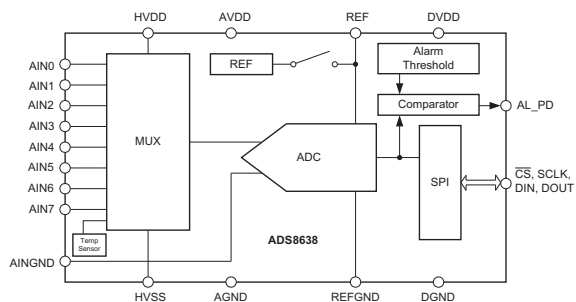 HVDD AVDD REF DVDD
AIN0
AIN1
AIN2
AIN3
AIN4
AIN5
AIN6
AIN7
MUX
Temp
Sensor
AINGND
REF
ADC
ADS8638
Alarm
Threshold
Comparator
AL_PD
SPI
C̅S̅, SCLK,
DIN, DOUT
HVSS AGND REFGND DGND